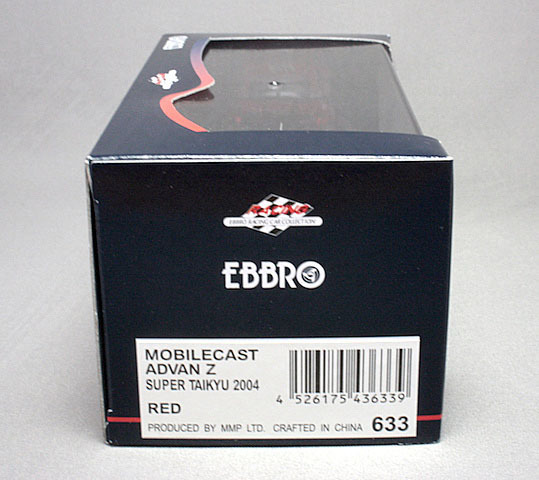 RACING
EBBRO RACING CAR COLLECTION
EBBRO
MOBILECAST
ADVAN Z
SUPER TAIKYU 2004
RED
4 526175 436339
PRODUCED BY MMP LTD. CRAFTED IN CHINA 633